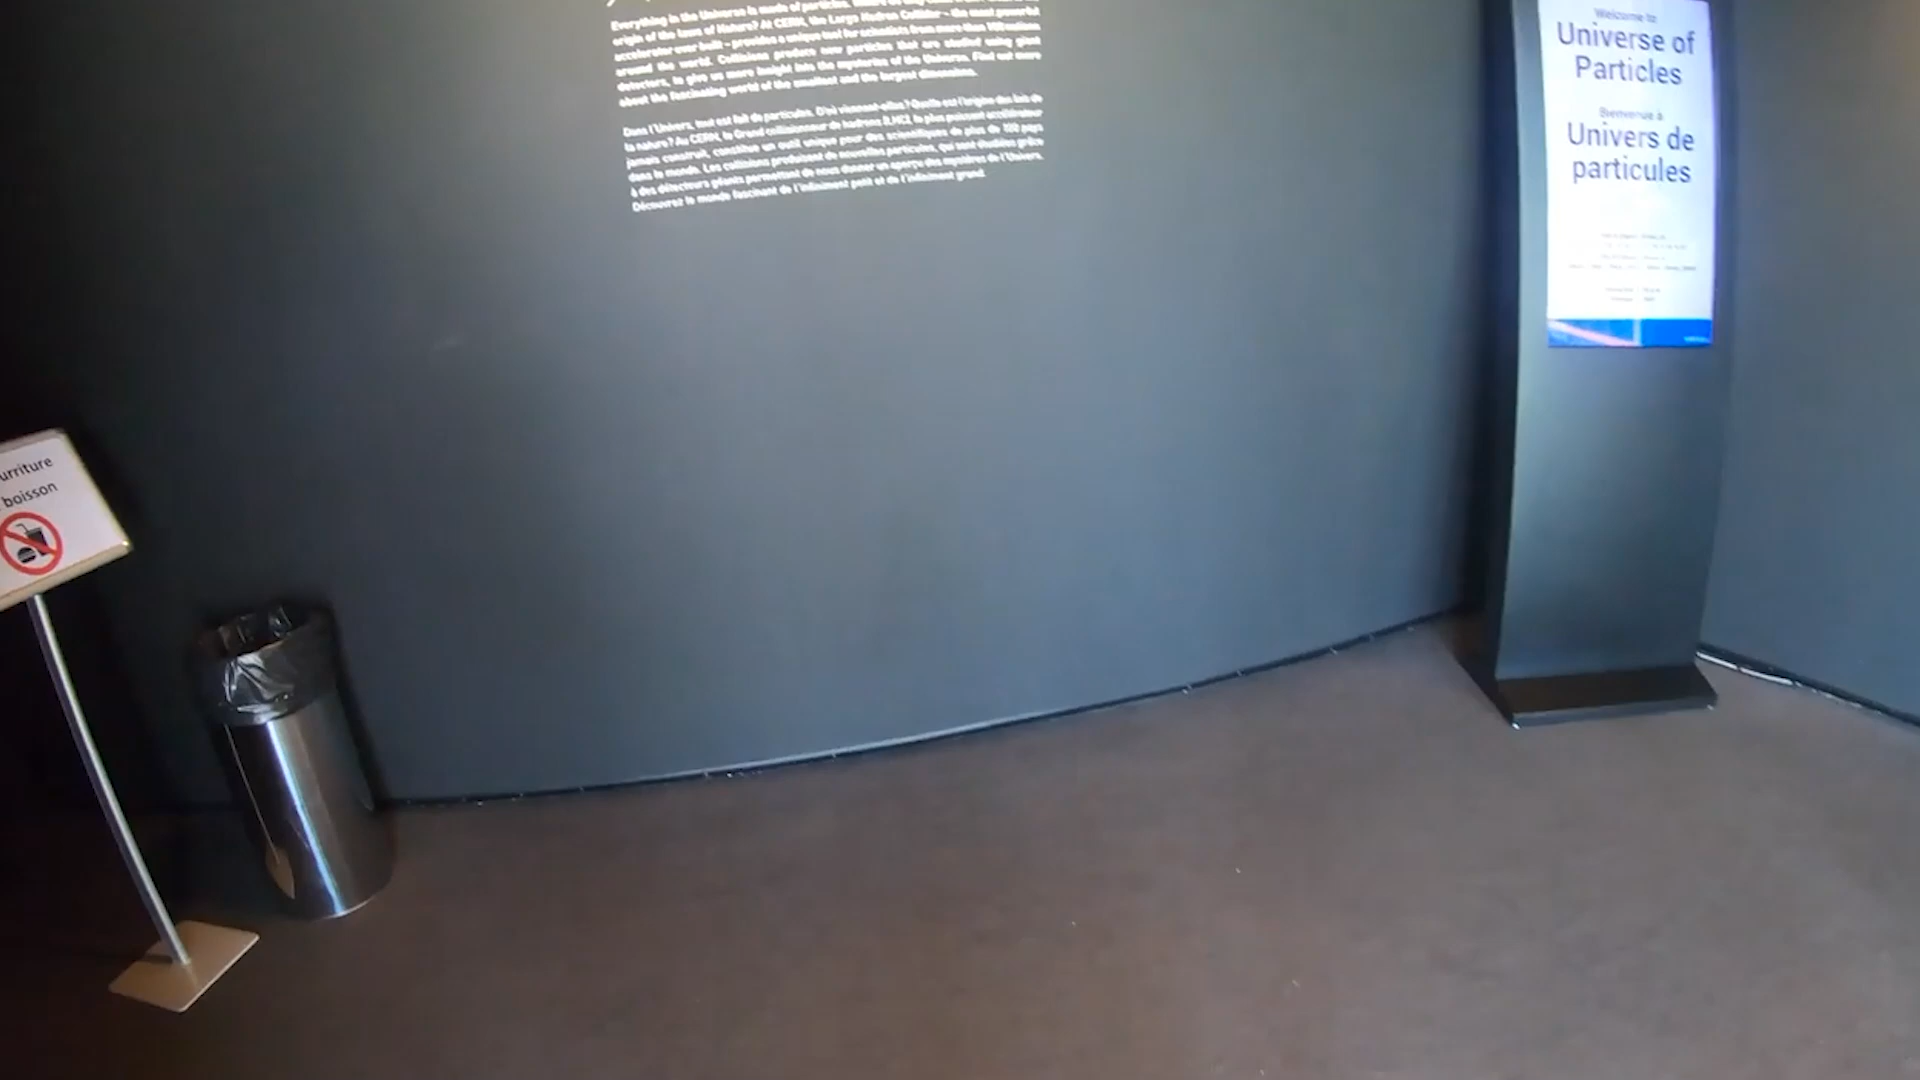 Everything in the Universe is made of particles.
origin of the laws of Nature? At CERN, the Large Hadron Collider - the most powerful
accelerator ever built - provides a unique tool for scientists from more than 100
around the world. Collisions produce new particles that are studied using giant
detectors, to give us more insight into the mysteries of the Universe. Find out more
about the fascinating world of the smallest and the largest dimensions.
Dans l'Univers, tout est fait de particules. D'où viennent-elles? Quelle est l'origine des lois de
la nature? Au CERN, le Grand collisionneur de hadrons (LHC), le plus puissant accélérateur
jamais construit, constitue un outil unique pour des scientifiques de plus de 100 pays
dans le monde. Les collisions produisent de nouvelles particules, qui sont étudiées grâce
à des détecteurs géants permettant de nous donner un aperçu des mystères de l'Univers.
Découvrez le monde fascinant de l'infiniment petit et de l'infiniment grand.
Welcome to
Universe of
Particles
Bienvenue à
Univers de
particules
urriture
boisson